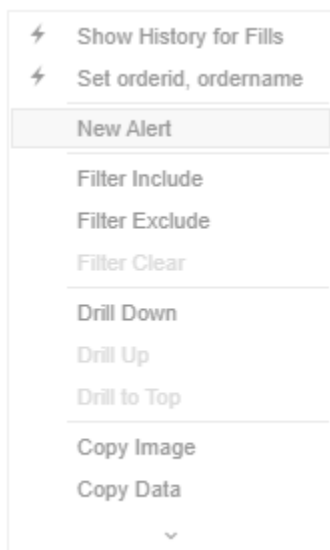 Show History for Fills
Set orderid, ordername
New Alert
Filter Include
Filter Exclude
Filter Clear
Drill Down
Drill Up
Drill to Top
Copy Image
Copy Data